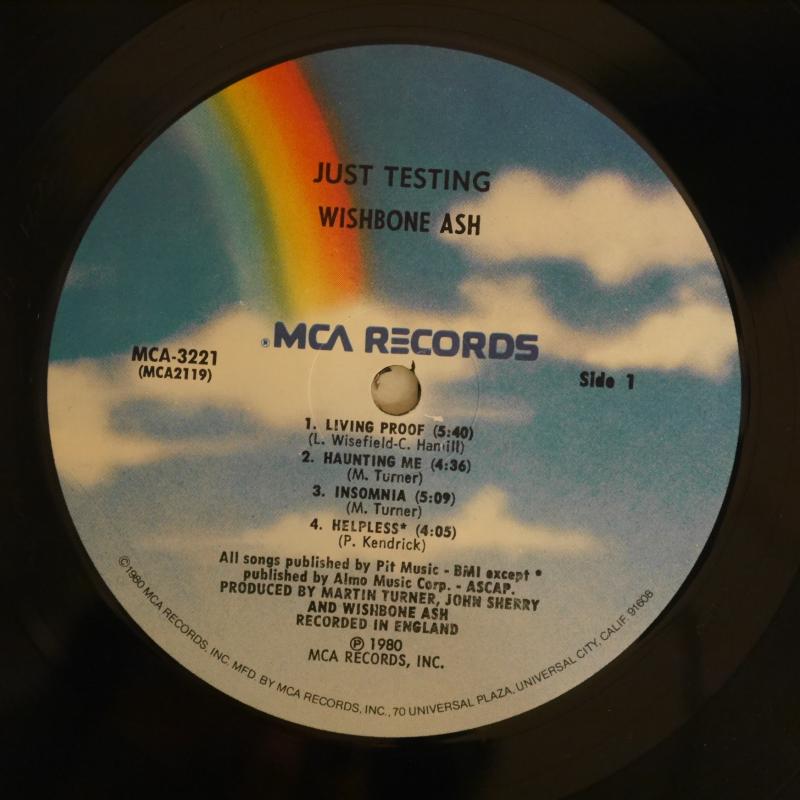 JUST TESTING
WISHBONE ASH
® MCA RECORDS
MCA-3221
(MCA2119)
Side 1
1. LIVING PROOF (5:40)
(L. Wisefield-C. Hamill)
2. HAUNTING ME (4:36)
(M. Turner)
3. INSOMNIA (5:09)
(M. Turner)
4. HELPLESS* (4:05)
(P. Kendrick)
All songs published by Pit Music - BMI except *
published by Almo Music Corp. - ASCAP.
PRODUCED BY MARTIN TURNER, JOHN SHERRY
AND WISHBONE ASH
RECORDED IN ENGLAND
℗ 1980
MCA RECORDS, INC.
©1980 MCA RECORDS, INC. MFD. BY MCA RECORDS, INC., 70 UNIVERSAL PLAZA, UNIVERSAL CITY, CALIF. 91608